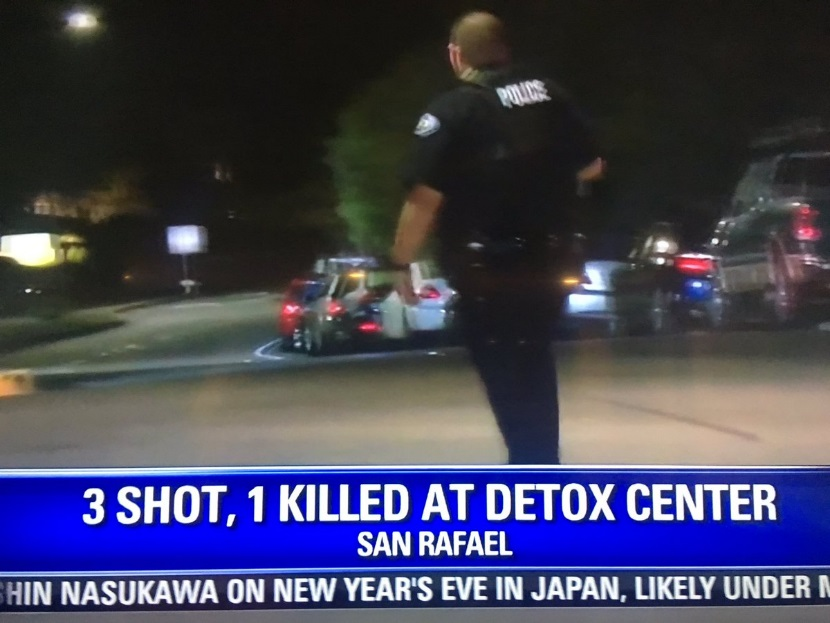 POLICE
3 SHOT, 1 KILLED AT DETOX CENTER
SAN RAFAEL
SHIN NASUKAWA ON NEW YEAR'S EVE IN JAPAN, LIKELY UNDER M